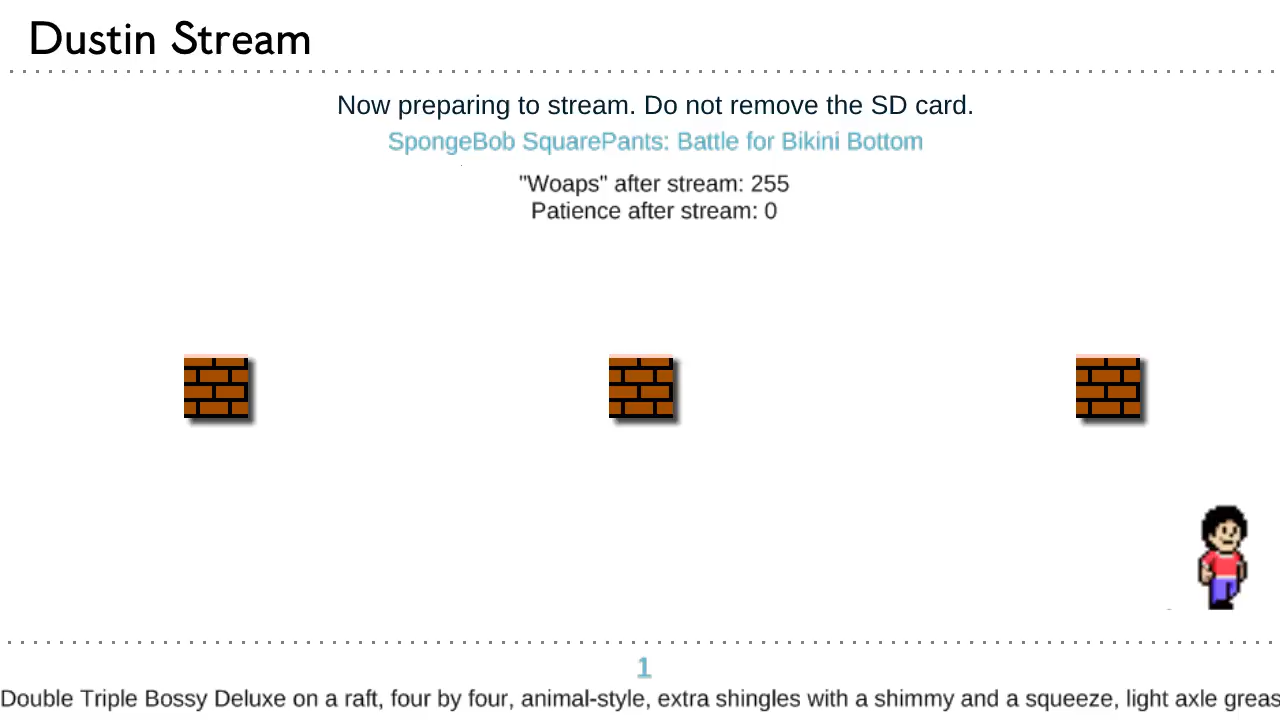 Dustin Stream
Now preparing to stream. Do not remove the SD card.
SpongeBob SquarePants: Battle for Bikini Bottom
"Woaps" after stream: 255
Patience after stream: 0
1
Double Triple Bossy Deluxe on a raft, four by four, animal-style, extra shingles with a shimmy and a squeeze, light axle greas